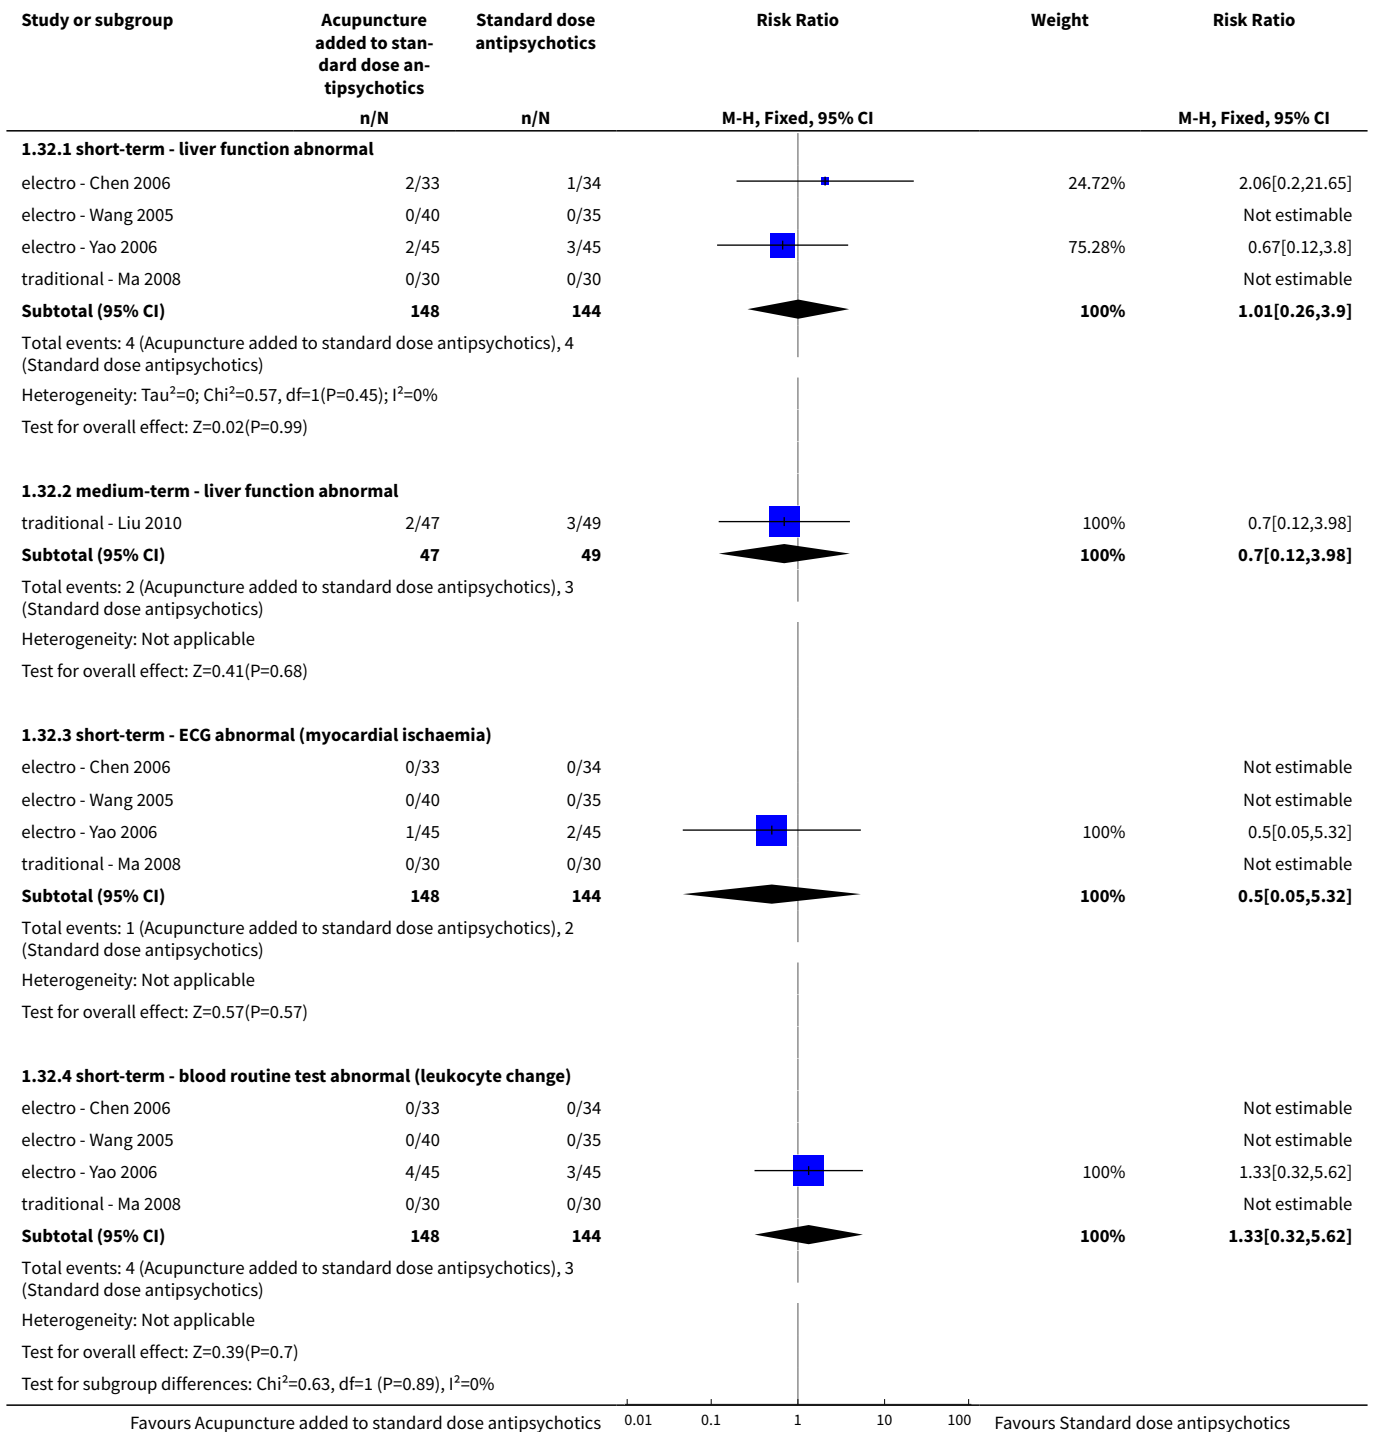 Study or subgroup Acupuncture added to stan- Standard dose antipsychotics Risk Ratio Weight Risk Ratio
dard dose an-
tipsychotics
n/N n/N M-H, Fixed, 95% CI M-H, Fixed, 95% CI
1.32.1 short-term - liver function abnormal
electro - Chen 2006 2/33 1/34 24.72% 2.06[0.2,21.65]
electro - Wang 2005 0/40 0/35 Not estimable
electro - Yao 2006 2/45 3/45 75.28% 0.67[0.12,3.8]
traditional - Ma 2008 0/30 0/30 Not estimable
Subtotal (95% CI) 148 144 100% 1.01[0.26,3.9]
Total events: 4 (Acupuncture added to standard dose antipsychotics), 4
(Standard dose antipsychotics)
Heterogeneity: Tau²=0; Chi²=0.57, df=1(P=0.45); I²=0%
Test for overall effect: Z=0.02(P=0.99)
1.32.2 medium-term - liver function abnormal
traditional - Liu 2010 2/47 3/49 100% 0.7[0.12,3.98]
Subtotal (95% CI) 47 49 100% 0.7[0.12,3.98]
Total events: 2 (Acupuncture added to standard dose antipsychotics), 3
(Standard dose antipsychotics)
Heterogeneity: Not applicable
Test for overall effect: Z=0.41(P=0.68)
1.32.3 short-term - ECG abnormal (myocardial ischaemia)
electro - Chen 2006 0/33 0/34 Not estimable
electro - Wang 2005 0/40 0/35 Not estimable
electro - Yao 2006 1/45 2/45 100% 0.5[0.05,5.32]
traditional - Ma 2008 0/30 0/30 Not estimable
Subtotal (95% CI) 148 144 100% 0.5[0.05,5.32]
Total events: 1 (Acupuncture added to standard dose antipsychotics), 2
(Standard dose antipsychotics)
Heterogeneity: Not applicable
Test for overall effect: Z=0.57(P=0.57)
1.32.4 short-term - blood routine test abnormal (leukocyte change)
electro - Chen 2006 0/33 0/34 Not estimable
electro - Wang 2005 0/40 0/35 Not estimable
electro - Yao 2006 4/45 3/45 100% 1.33[0.32,5.62]
traditional - Ma 2008 0/30 0/30 Not estimable
Subtotal (95% CI) 148 144 100% 1.33[0.32,5.62]
Total events: 4 (Acupuncture added to standard dose antipsychotics), 3
(Standard dose antipsychotics)
Heterogeneity: Not applicable
Test for overall effect: Z=0.39(P=0.7)
Test for subgroup differences: Chi²=0.63, df=1 (P=0.89), I²=0%
Favours Acupuncture added to standard dose antipsychotics 0.01 0.1 1 10 100 Favours Standard dose antipsychotics